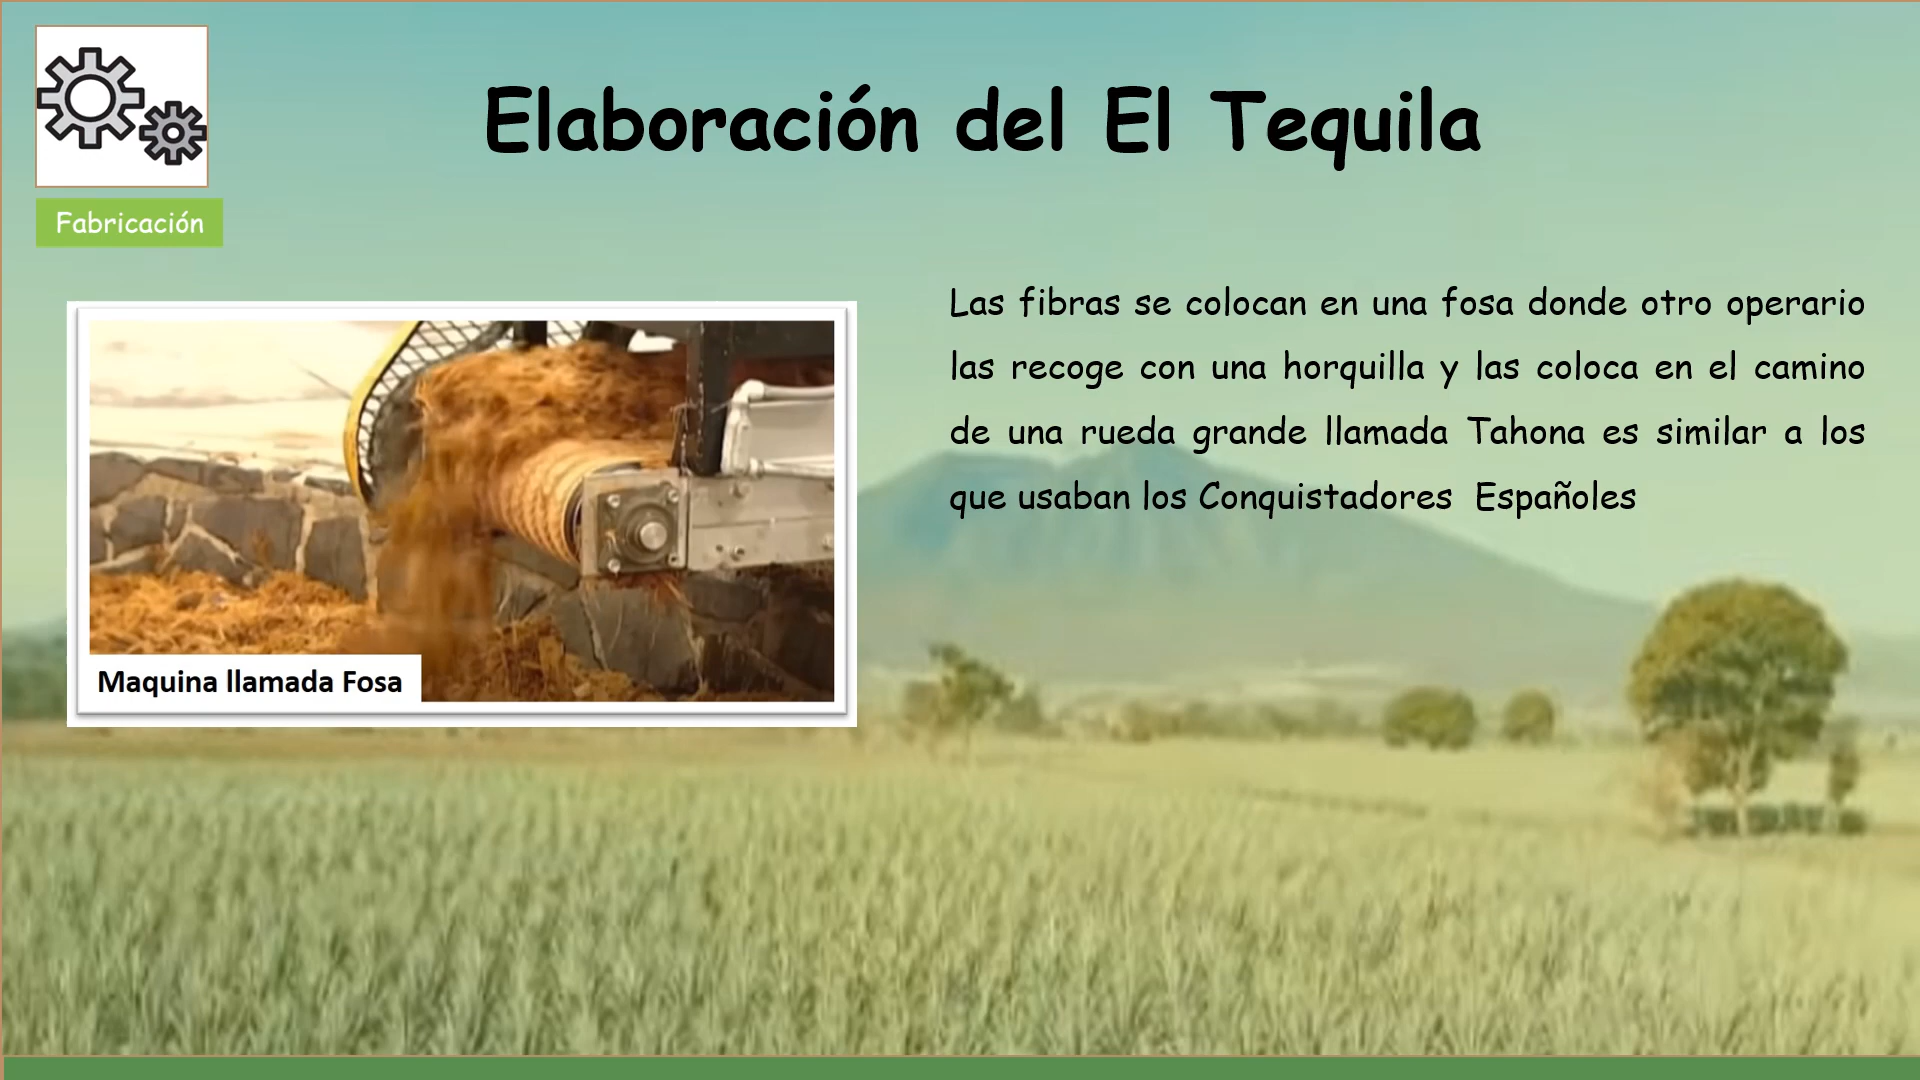 Elaboración del El Tequila
Fabricación
Las fibras se colocan en una fosa donde otro operario
las recoge con una horquilla y las coloca en el camino
de una rueda grande llamada Tahona es similar a los
que usaban los Conquistadores  Españoles
Maquina llamada Fosa